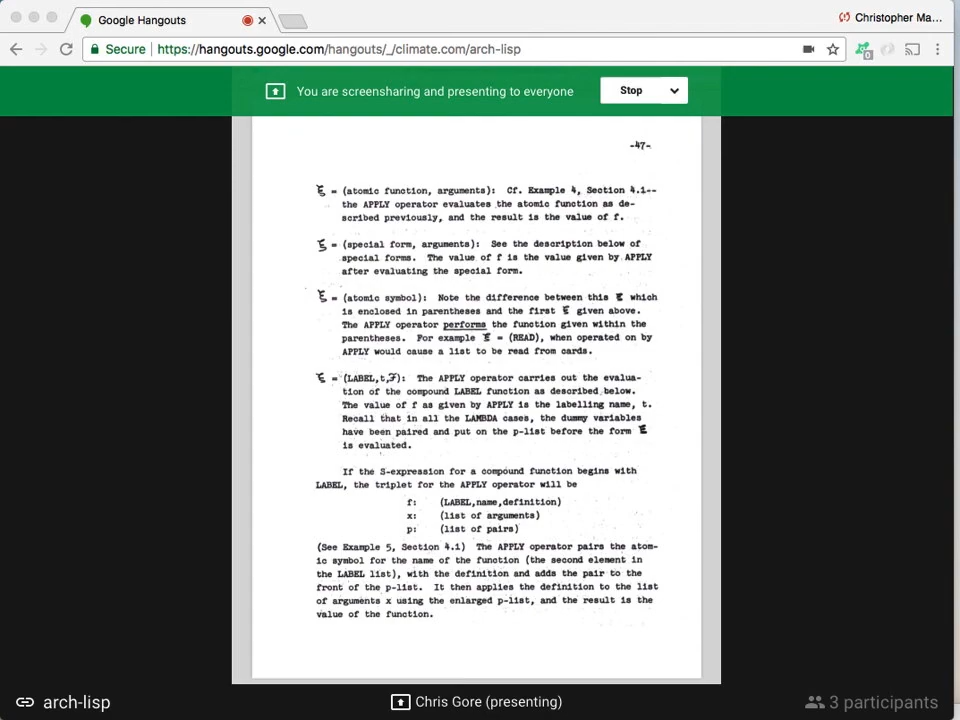 Google Hangouts
Christopher Ma...
Secure | https://hangouts.google.com/hangouts/_/climate.com/arch-lisp
0
You are screensharing and presenting to everyone
Stop
-47-
ξ = (atomic function, arguments): Cf. Example 4, Section 4.1--
the APPLY operator evaluates the atomic function as de-
scribed previously, and the result is the value of f.
ξ = (special form, arguments): See the description below of
special forms. The value of f is the value given by APPLY
after evaluating the special form.
ξ = (atomic symbol): Note the difference between this ξ which
is enclosed in parentheses and the first ξ given above.
The APPLY operator performs the function given within the
parentheses. For example ξ = (READ), when operated on by
APPLY would cause a list to be read from cards.
ξ = (LABEL,t,ℱ): The APPLY operator carries out the evalua-
tion of the compound LABEL function as described below.
The value of f as given by APPLY is the labelling name, t.
Recall that in all the LAMBDA cases, the dummy variables
have been paired and put on the p-list before the form ξ
is evaluated.
If the S-expression for a compound function begins with
LABEL, the triplet for the APPLY operator will be
f: (LABEL,name,definition)
x: (list of arguments)
p: (list of pairs)
(See Example 5, Section 4.1) The APPLY operator pairs the atom-
ic symbol for the name of the function (the second element in
the LABEL list), with the definition and adds the pair to the
front of the p-list. It then applies the definition to the list
of arguments x using the enlarged p-list, and the result is the
value of the function.
arch-lisp
Chris Gore (presenting)
3 participants